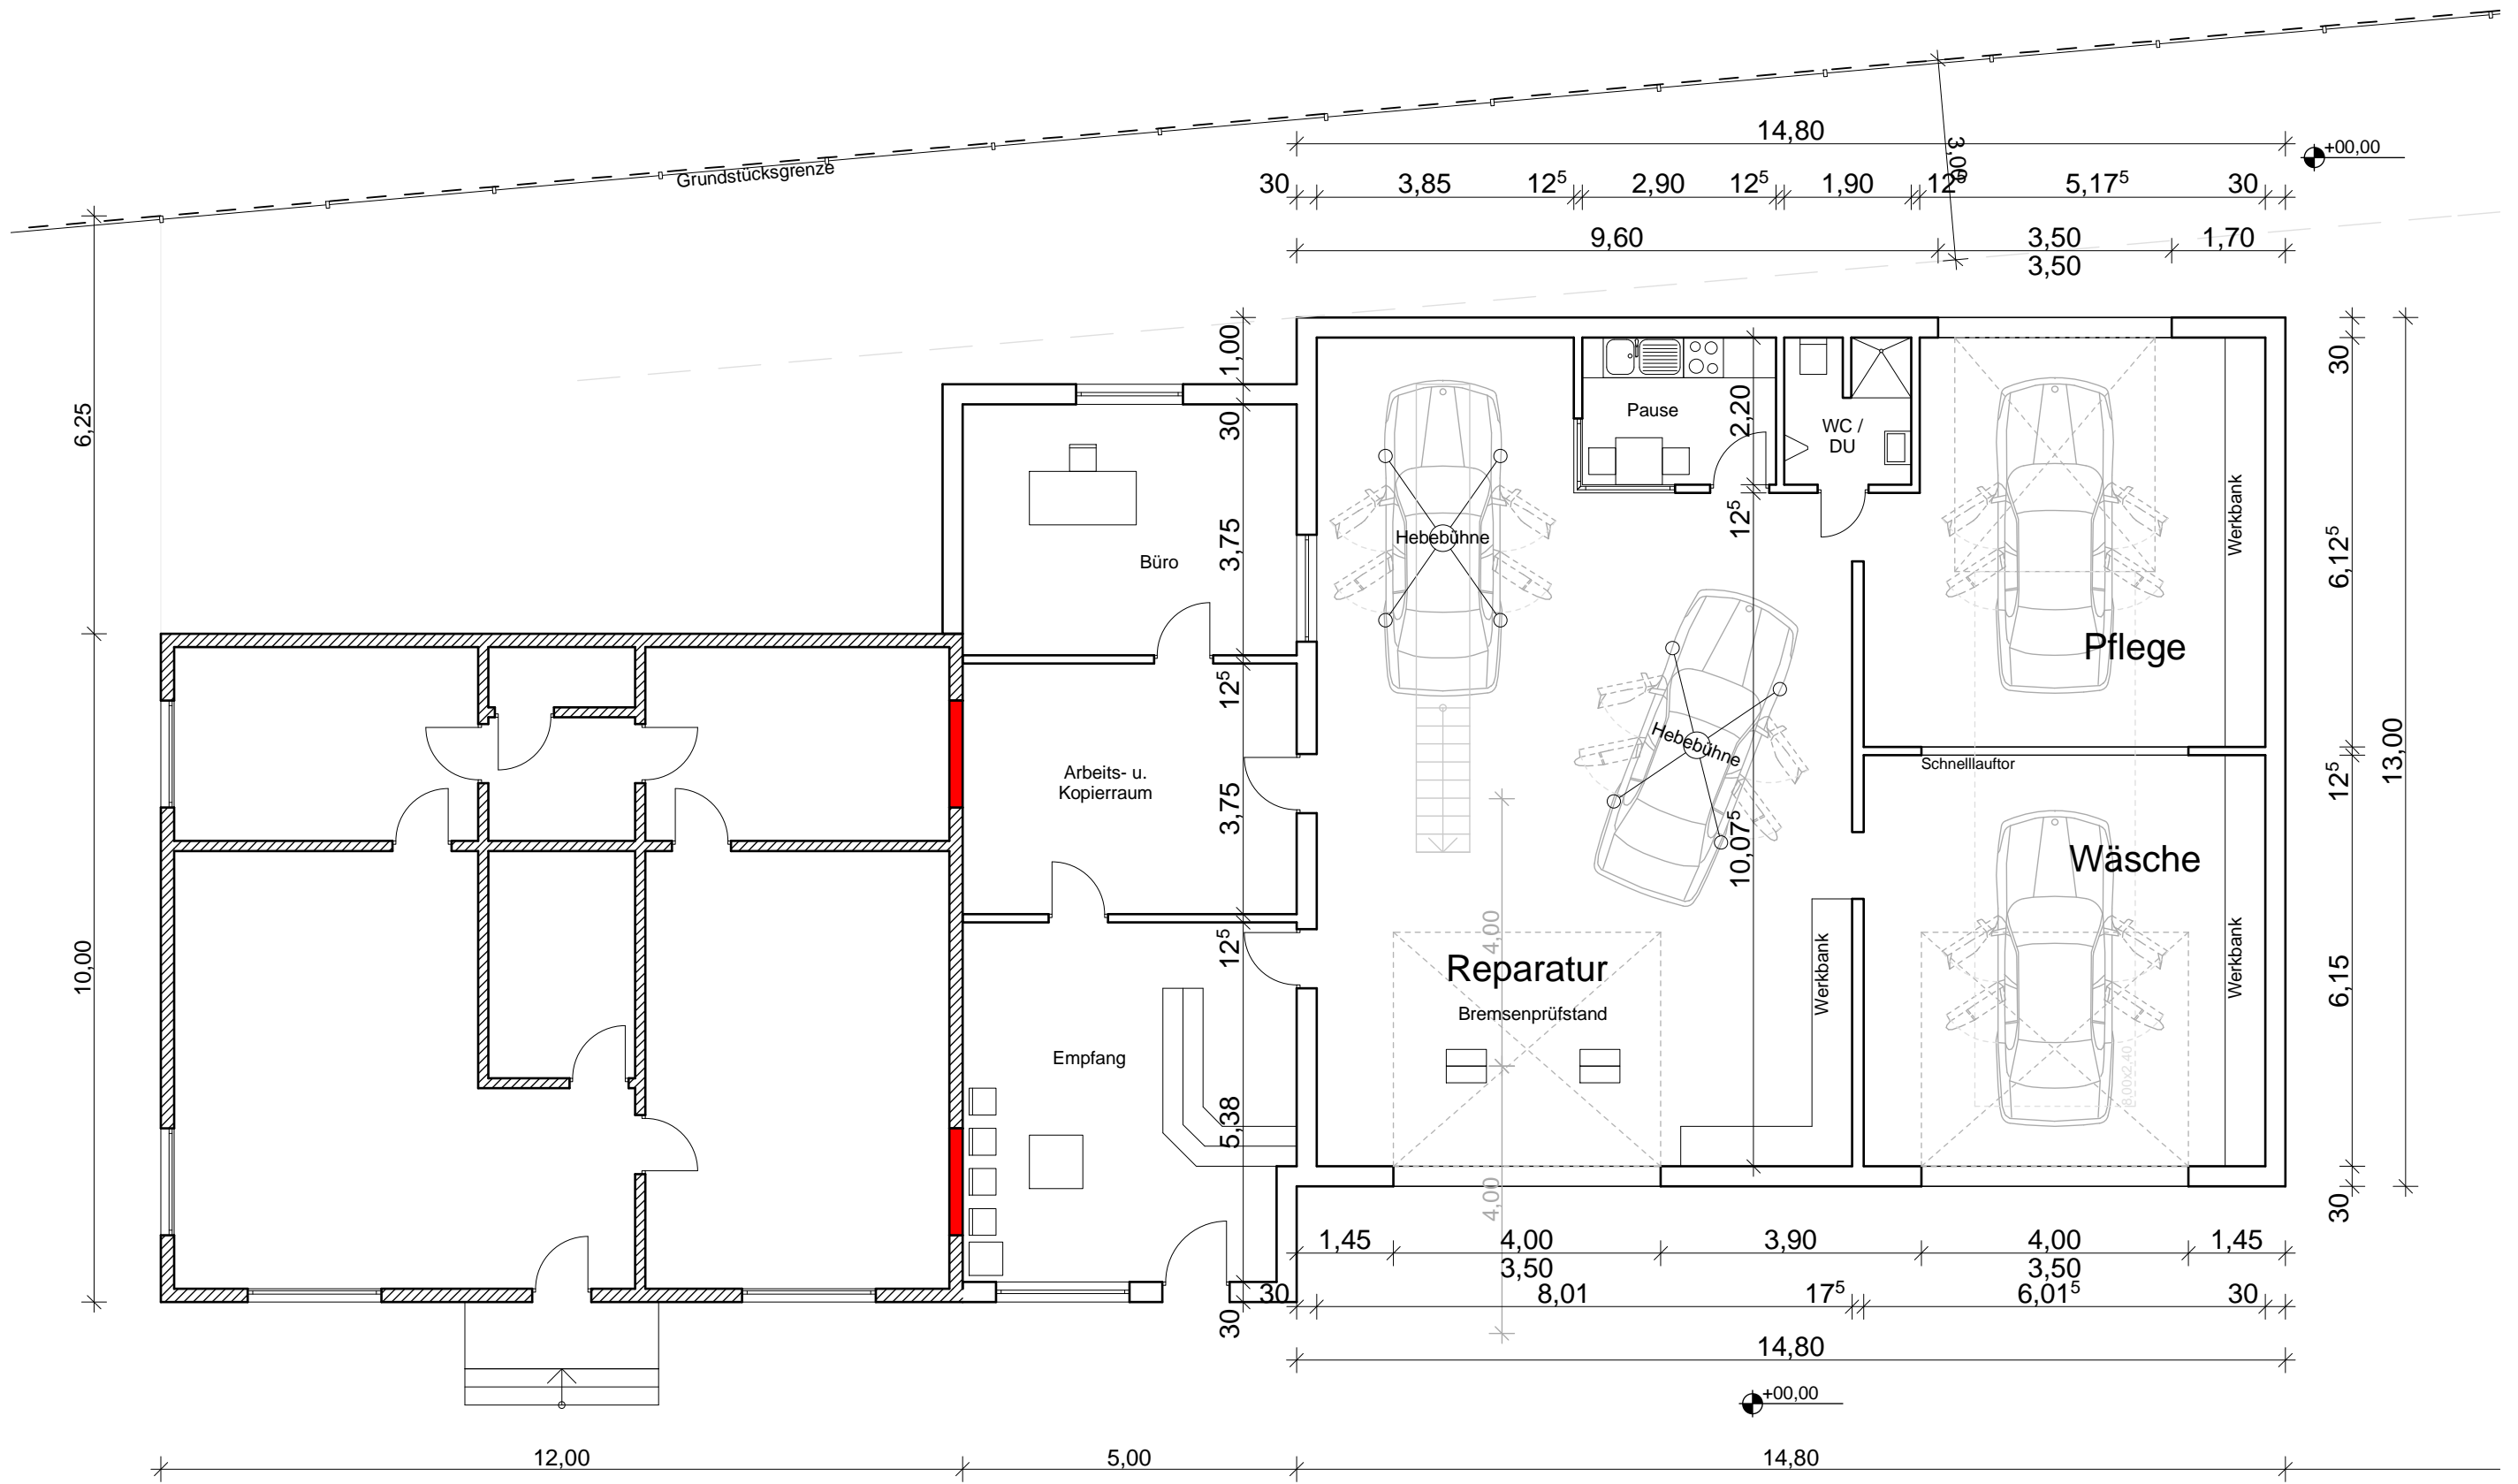 14,80
+00,00
Grundstücksgrenze
3,00
30 3,85 12⁵ 2,90 12⁵ 1,90 12⁵ 5,17⁵ 30
9,60 3,50 1,70
3,50
1,00
30
6,25
30
Pause
2,20
WC /
DU
Werkbank
12⁵
3,75
Hebebühne
6,12⁵
Büro
Pflege
12⁵
Hebebühne
13,00
Schnelllauftor
12⁵
Arbeits- u.
Kopierraum
3,75
10,07⁵
Wäsche
4,00
12⁵
10,00
Reparatur
Werkbank
Werkbank
6,15
Bremsenprüfstand
Empfang
8,00x2,40
5,38
4,00
30
1,45 4,00 3,90 4,00 1,45
3,50 3,50
30 8,01 17⁵ 6,01⁵ 30
30
14,80
+00,00
12,00 5,00 14,80